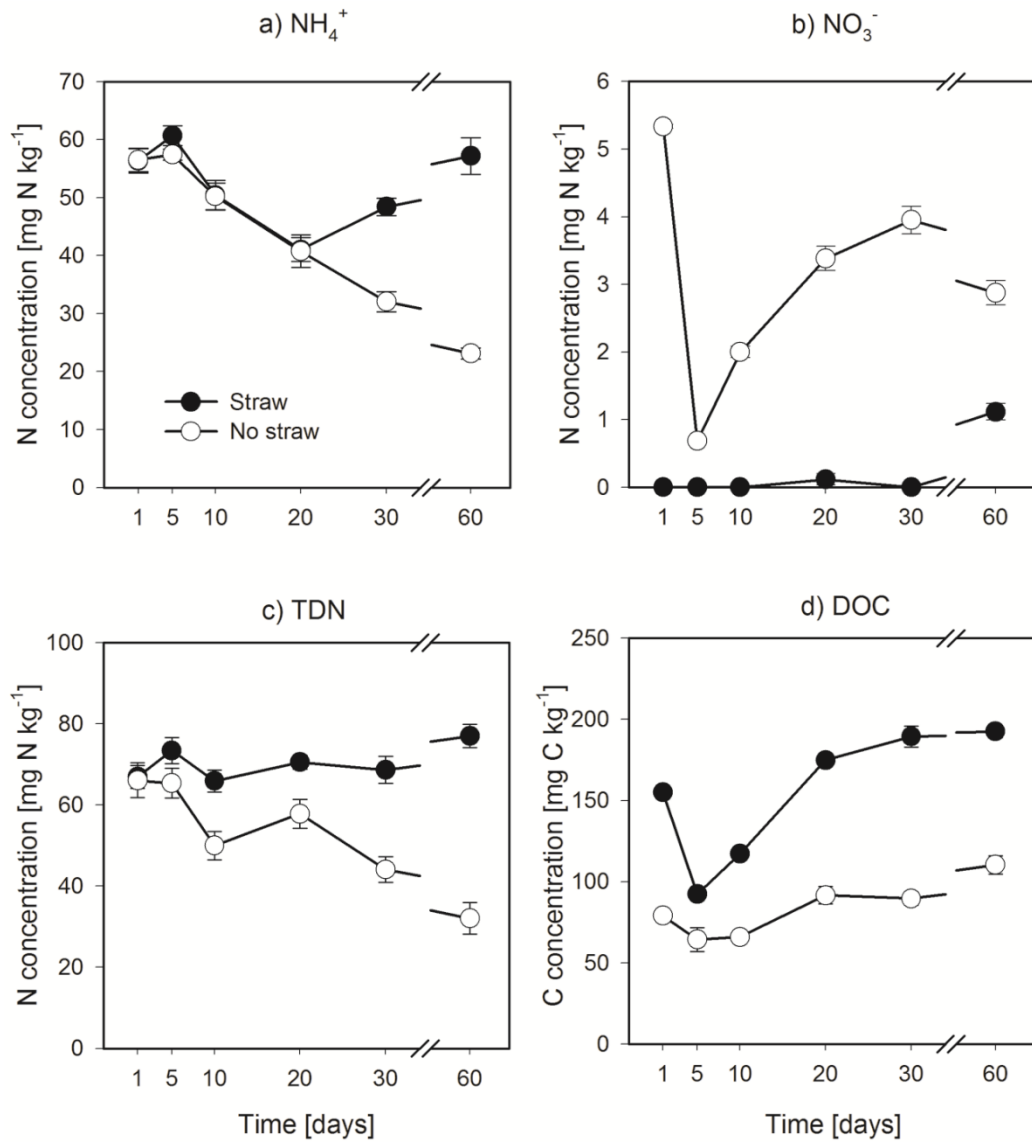 a) NH₄⁺
N concentration [mg N kg⁻¹]
70
60
50
40
30
20
10
0
Straw
No straw
1 5 10 20 30 60
b) NO₃⁻
N concentration [mg N kg⁻¹]
6
5
4
3
2
1
0
1 5 10 20 30 60
c) TDN
N concentration [mg N kg⁻¹]
100
80
60
40
20
0
1 5 10 20 30 60
Time [days]
d) DOC
C concentration [mg C kg⁻¹]
250
200
150
100
50
0
1 5 10 20 30 60
Time [days]